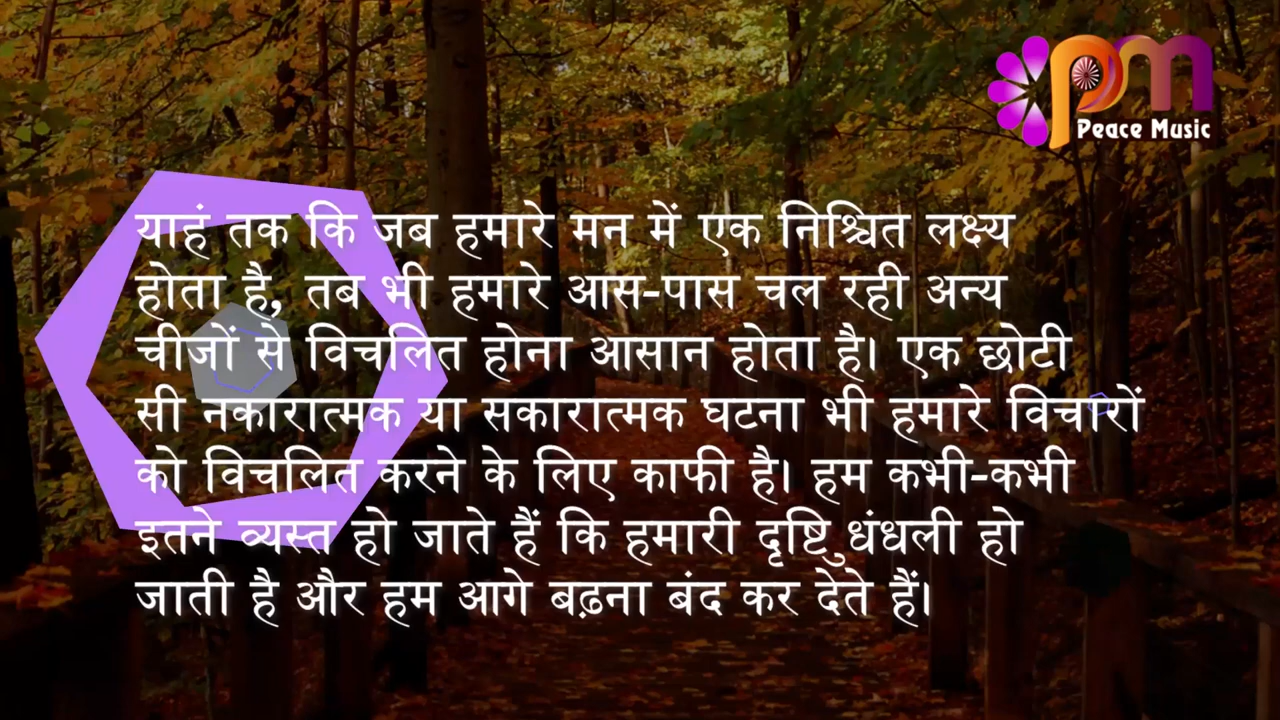 pm
Peace Music
याहं तक कि जब हमारे मन में एक निश्चित लक्ष्य
होता है, तब भी हमारे आस-पास चल रही अन्य
चीजों से विचलित होना आसान होता है। एक छोटी
सी नकारात्मक या सकारात्मक घटना भी हमारे विचारों
को विचलित करने के लिए काफी है। हम कभी-कभी
इतने व्यस्त हो जाते हैं कि हमारी दृष्टि ुधंधली हो
जाती है और हम आगे बढ़ना बंद कर देते हैं।